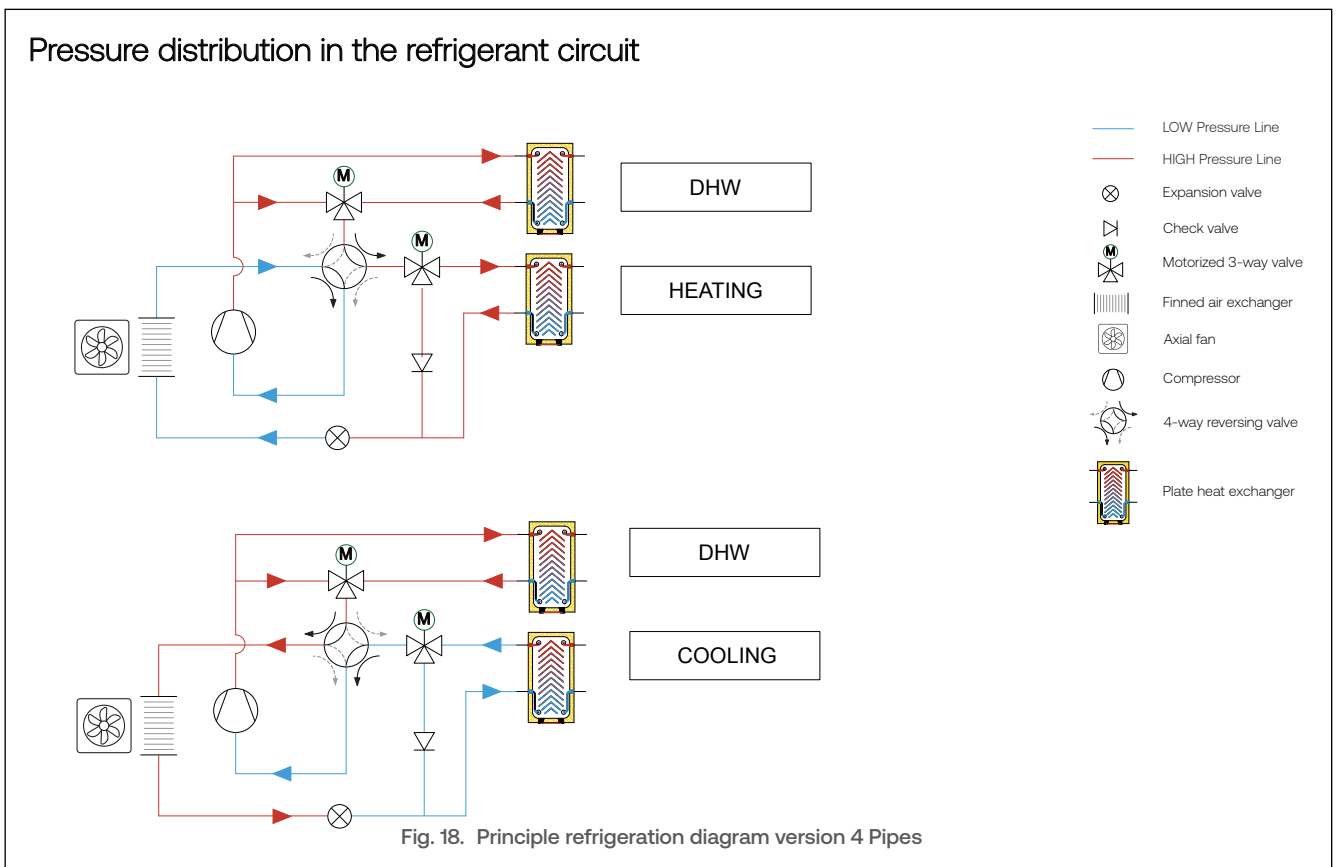 Pressure distribution in the refrigerant circuit
LOW Pressure Line
HIGH Pressure Line
Expansion valve
Check valve
M
Motorized 3-way valve
Finned air exchanger
Axial fan
Compressor
4-way reversing valve
Plate heat exchanger
M
DHW
M
HEATING
M
DHW
M
COOLING
Fig. 18. Principle refrigeration diagram version 4 Pipes